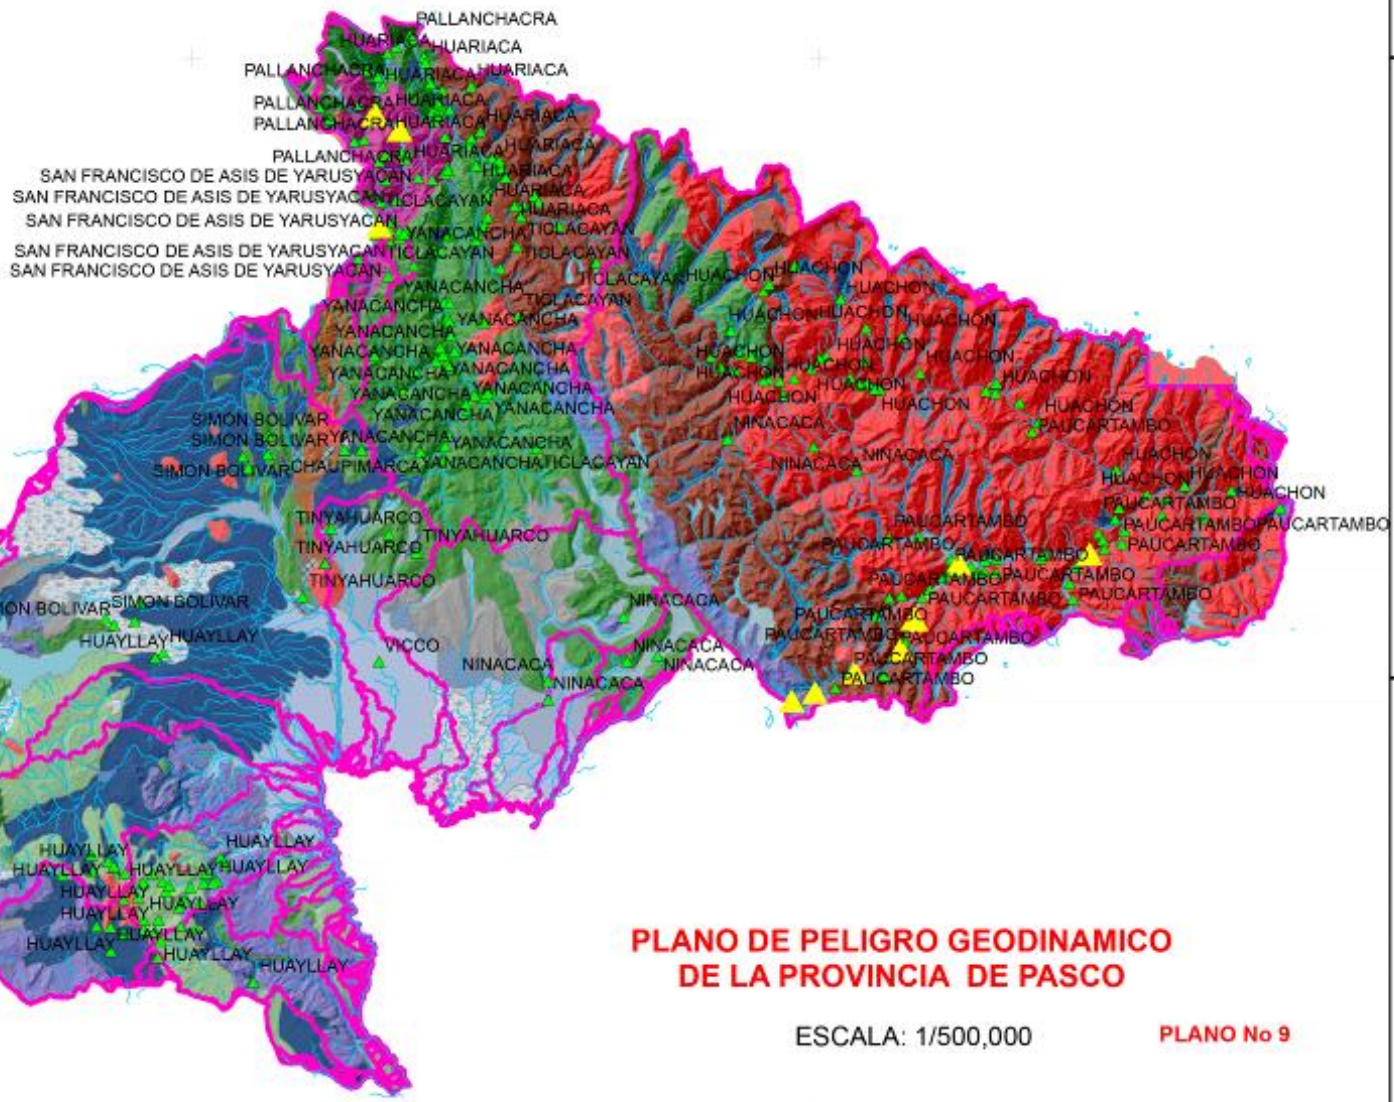 PALLANCHACRA
HUARIACA
HUARIACA
PALLANCHACRA
HUARIACA
HUARIACA
PALLANCHACRA
HUARIACA
HUARIACA
PALLANCHACRA
HUARIACA
HUARIACA
PALLANCHACRA
HUARIACA
HUARIACA
SAN FRANCISCO DE ASIS DE YARUSYACAN
HUARIACA
SAN FRANCISCO DE ASIS DE YARUSYACAN
TICLACAYAN
HUARIACA
SAN FRANCISCO DE ASIS DE YARUSYACAN
YANACANCHA
TICLACAYAN
SAN FRANCISCO DE ASIS DE YARUSYACAN
TICLACAYAN
TICLACAYAN
SAN FRANCISCO DE ASIS DE YARUSYACAN
TICLACAYAN
HUACHON
HUACHON
YANACANCHA
TICLACAYAN
HUACHON
YANACANCHA
YANACANCHA
HUACHON
HUACHON
HUACHON
YANACANCHA
YANACANCHA
YANACANCHA
HUACHON
HUACHON
HUACHON
YANACANCHA
YANACANCHA
HUACHON
HUACHON
HUACHON
HUACHON
YANACANCHA
YANACANCHA
HUACHON
HUACHON
HUACHON
YANACANCHA
YANACANCHA
SIMON BOLIVAR
NINACACA
PAUCARTAMBO
SIMON BOLIVAR
YANACANCHA
YANACANCHA
HUACHON
SIMON BOLIVAR
CHAUPIMARCA
YANACANCHA
TICLACAYAN
NINACACA
NINACACA
HUACHON
HUACHON
HUACHON
TINYAHUARCO
TINYAHUARCO
PAUCARTAMBO
PAUCARTAMBO
PAUCARTAMBO
PAUCARTAMBO
TINYAHUARCO
PAUCARTAMBO
PAUCARTAMBO
PAUCARTAMBO
TINYAHUARCO
PAUCARTAMBO
PAUCARTAMBO
PAUCARTAMBO
PAUCARTAMBO
SIMON BOLIVAR
NINACACA
BOLIVAR
HUAYLLAY
HUAYLLAY
VICCO
NINACACA
PAUCARTAMBO
PAUCARTAMBO
PAUCARTAMBO
NINACACA
NINACACA
PAUCARTAMBO
NINACACA
PAUCARTAMBO
HUAYLLAY
HUAYLLAY
HUAYLLAY
HUAYLLAY
HUAYLLAY
HUAYLLAY
HUAYLLAY
HUAYLLAY
HUAYLLAY
HUAYLLAY
HUAYLLAY
HUAYLLAY
PLANO DE PELIGRO GEODINAMICO
DE LA PROVINCIA DE PASCO
ESCALA: 1/500,000
PLANO No 9